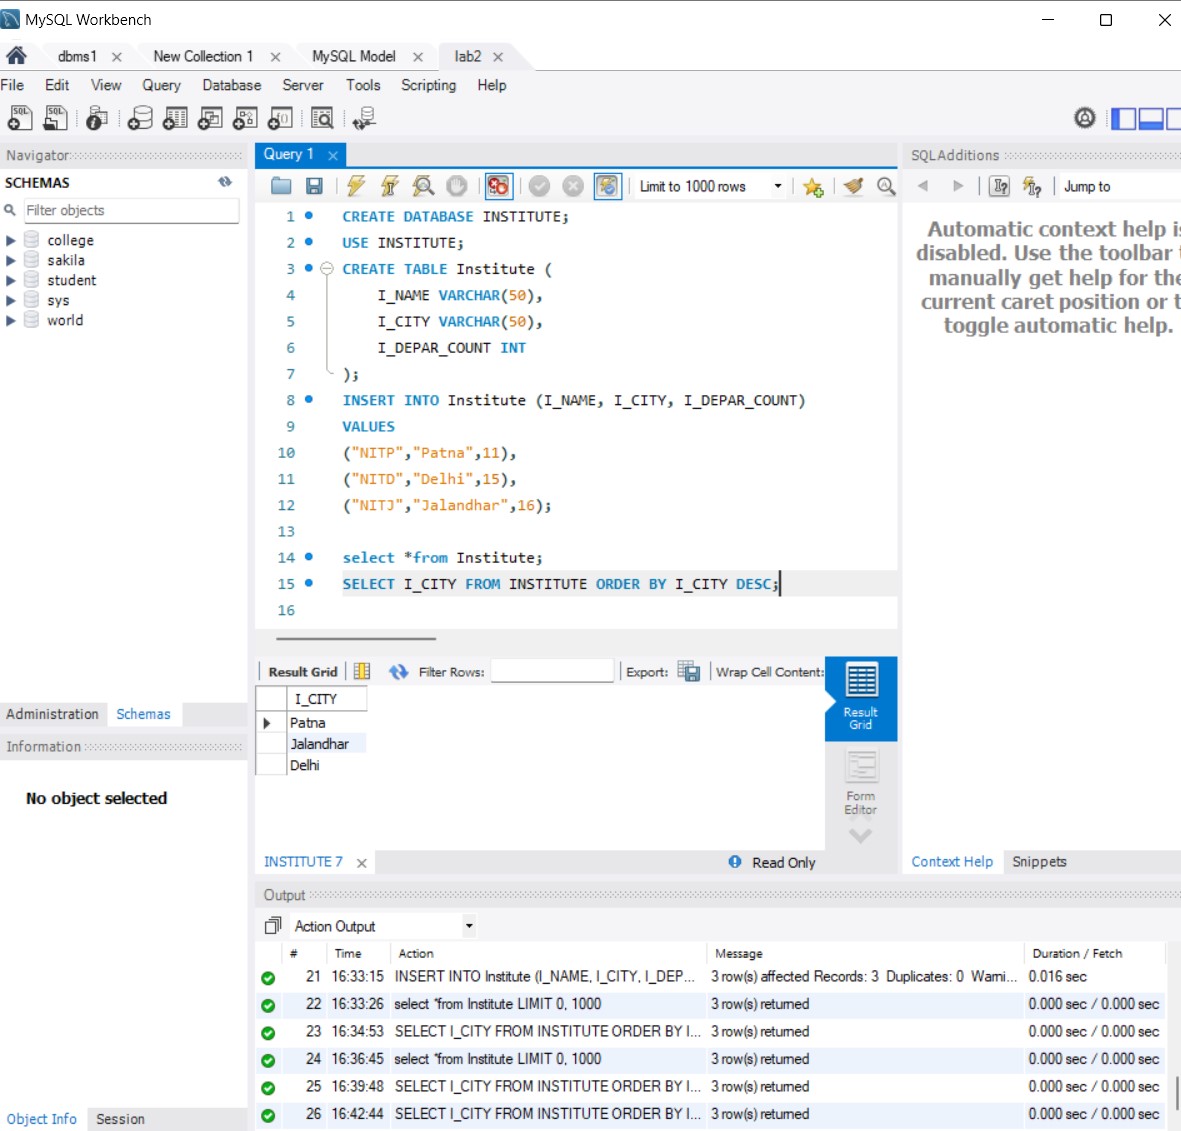 MySQL Workbench
dbms1 New Collection 1 MySQL Model lab2
File Edit View Query Database Server Tools Scripting Help
Navigator
SCHEMAS
Filter objects
college
sakila
student
sys
world
Administration Schemas
Information
No object selected
Object Info Session
Query 1
Limit to 1000 rows
1 CREATE DATABASE INSTITUTE;
2 USE INSTITUTE;
3 CREATE TABLE Institute (
4 I_NAME VARCHAR(50),
5 I_CITY VARCHAR(50),
6 I_DEPAR_COUNT INT
7 );
8 INSERT INTO Institute (I_NAME, I_CITY, I_DEPAR_COUNT)
9 VALUES
10 ("NITP","Patna",11),
11 ("NITD","Delhi",15),
12 ("NITJ","Jalandhar",16);
13
14 select *from Institute;
15 SELECT I_CITY FROM INSTITUTE ORDER BY I_CITY DESC;
16
Result Grid Filter Rows: Export: Wrap Cell Content:
I_CITY
Patna
Jalandhar
Delhi
Result
Grid
Form
Editor
INSTITUTE 7 Read Only
SQLAdditions
Jump to
Automatic context help is
disabled. Use the toolbar t
manually get help for the
current caret position or t
toggle automatic help.
Context Help Snippets
Output
Action Output
# Time Action Message Duration / Fetch
21 16:33:15 INSERT INTO Institute (I_NAME, I_CITY, I_DEP... 3 row(s) affected Records: 3 Duplicates: 0 Warni... 0.016 sec
22 16:33:26 select *from Institute LIMIT 0, 1000 3 row(s) returned 0.000 sec / 0.000 sec
23 16:34:53 SELECT I_CITY FROM INSTITUTE ORDER BY I... 3 row(s) returned 0.000 sec / 0.000 sec
24 16:36:45 select *from Institute LIMIT 0, 1000 3 row(s) returned 0.000 sec / 0.000 sec
25 16:39:48 SELECT I_CITY FROM INSTITUTE ORDER BY I... 3 row(s) returned 0.000 sec / 0.000 sec
26 16:42:44 SELECT I_CITY FROM INSTITUTE ORDER BY I... 3 row(s) returned 0.000 sec / 0.000 sec